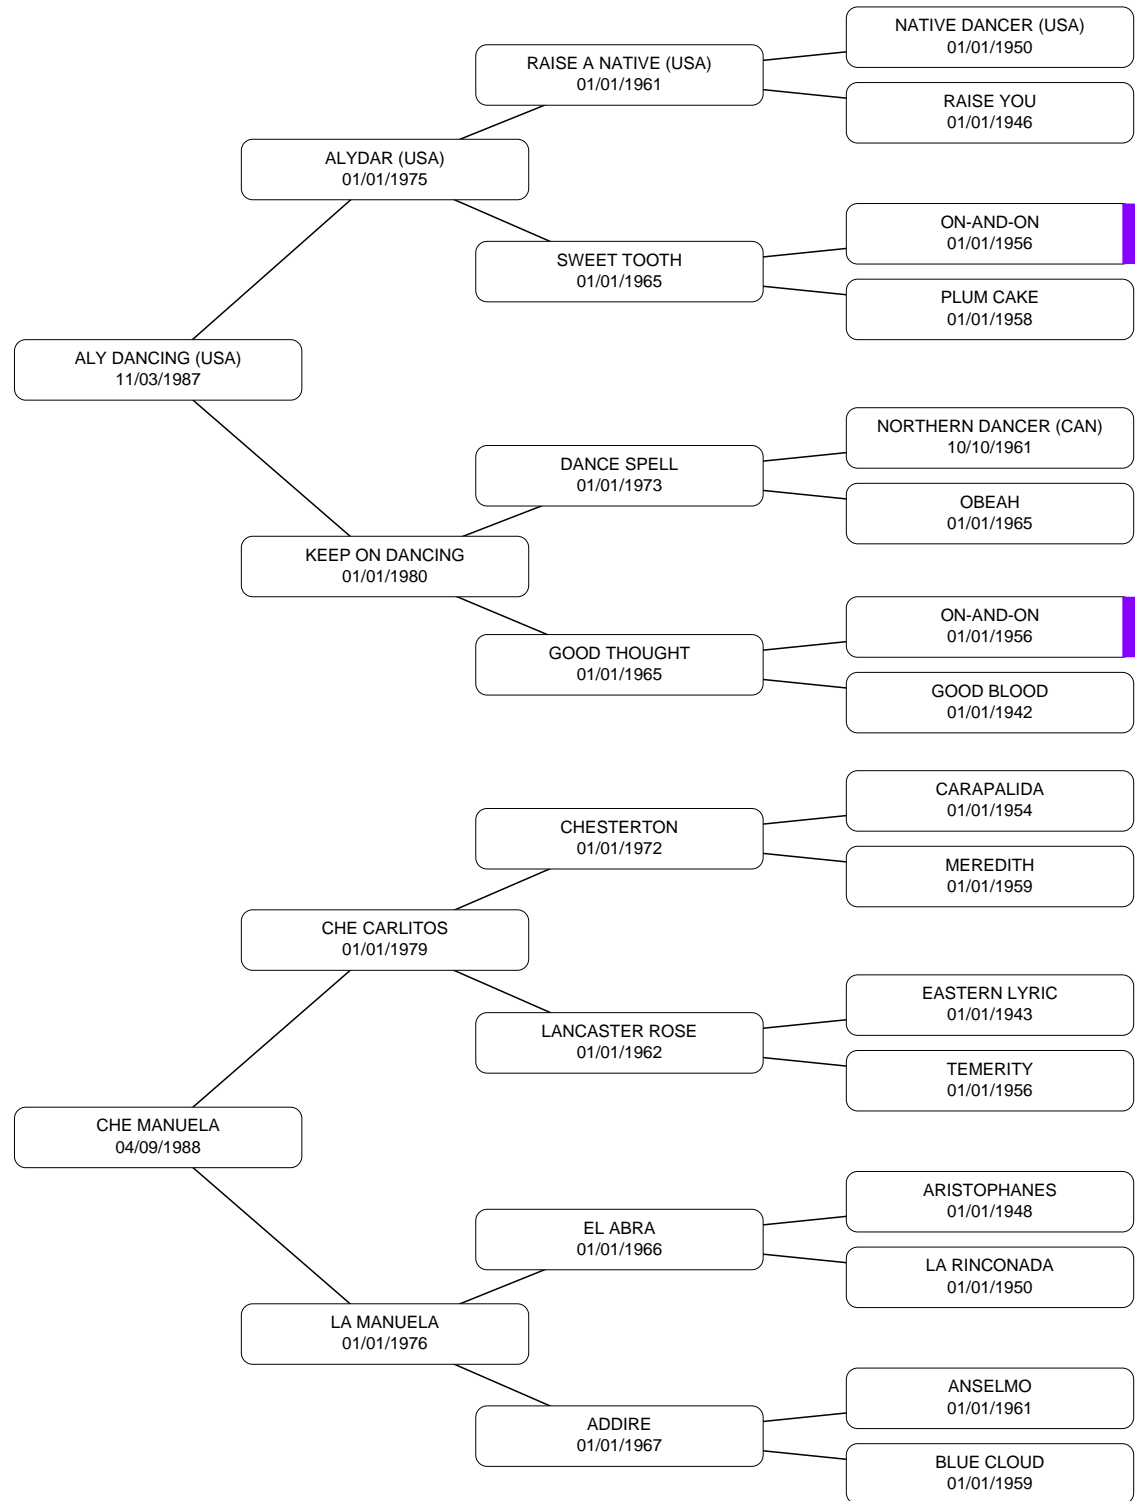 NATIVE DANCER (USA)
01/01/1950
RAISE A NATIVE (USA)
01/01/1961
RAISE YOU
01/01/1946
ALYDAR (USA)
01/01/1975
ON-AND-ON
01/01/1956
SWEET TOOTH
01/01/1965
PLUM CAKE
01/01/1958
ALY DANCING (USA)
11/03/1987
NORTHERN DANCER (CAN)
10/10/1961
DANCE SPELL
01/01/1973
OBEAH
01/01/1965
KEEP ON DANCING
01/01/1980
ON-AND-ON
01/01/1956
GOOD THOUGHT
01/01/1965
GOOD BLOOD
01/01/1942
CARAPALIDA
01/01/1954
CHESTERTON
01/01/1972
MEREDITH
01/01/1959
CHE CARLITOS
01/01/1979
EASTERN LYRIC
01/01/1943
LANCASTER ROSE
01/01/1962
TEMERITY
01/01/1956
CHE MANUELA
04/09/1988
ARISTOPHANES
01/01/1948
EL ABRA
01/01/1966
LA RINCONADA
01/01/1950
LA MANUELA
01/01/1976
ANSELMO
01/01/1961
ADDIRE
01/01/1967
BLUE CLOUD
01/01/1959